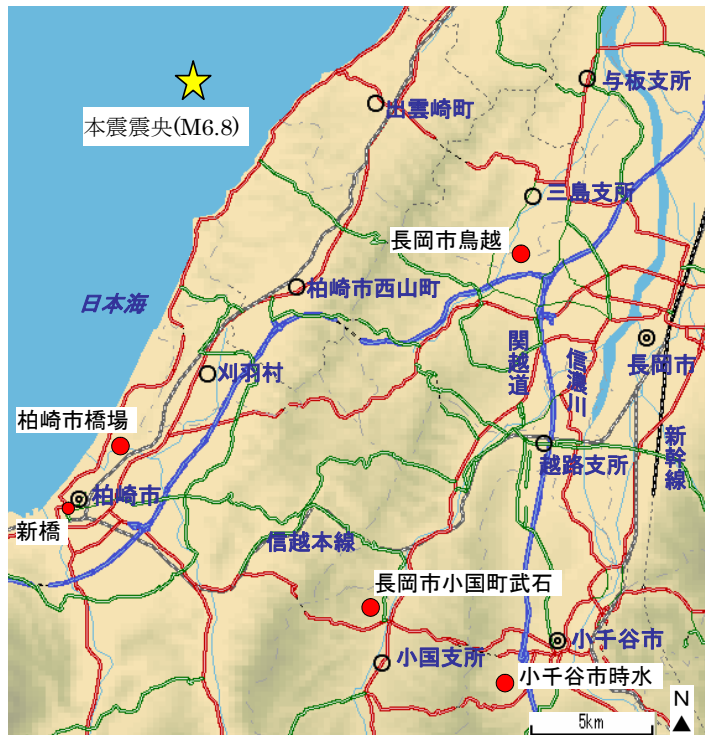 与板支所
出雲崎町
本震震央(M6.8)
三島支所
長岡市鳥越
柏崎市西山町
日本海
関越道
信濃川
長岡市
刈羽村
新幹線
柏崎市橋場
越路支所
柏崎市
新橋
信越本線
長岡市小国町武石
小千谷市
小国支所
小千谷市時水
N
5km